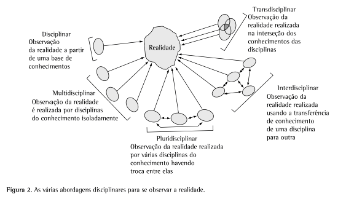 Disciplinar
Observação
da realidade a partir
de uma base de
conhecimentos
Realidade
Transdisciplinar
Observação da
realidade realizada
na interseção dos
conhecimentos das
disciplinas
Multidisciplinar
Observação da realidade
é realizada por disciplinas
do conhecimento isoladamente
Interdisciplinar
Observação da
realidade realizada
usando a transferência
de conhecimento
de uma disciplina
para outra
Pluridisciplinar
Observação da realidade realizada
por várias disciplinas do
conhecimento havendo
troca entre elas
Figura 2. As várias abordagens disciplinares para se observar a realidade.